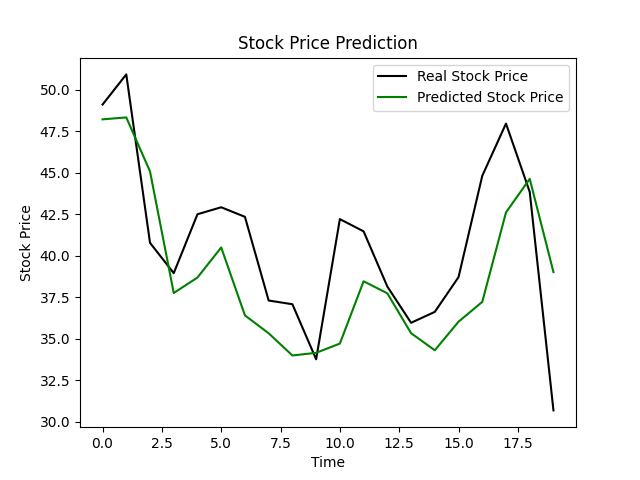 Stock Price Prediction
Real Stock Price
Predicted Stock Price
Stock Price
50.0
47.5
45.0
42.5
40.0
37.5
35.0
32.5
30.0
0.0 2.5 5.0 7.5 10.0 12.5 15.0 17.5
Time